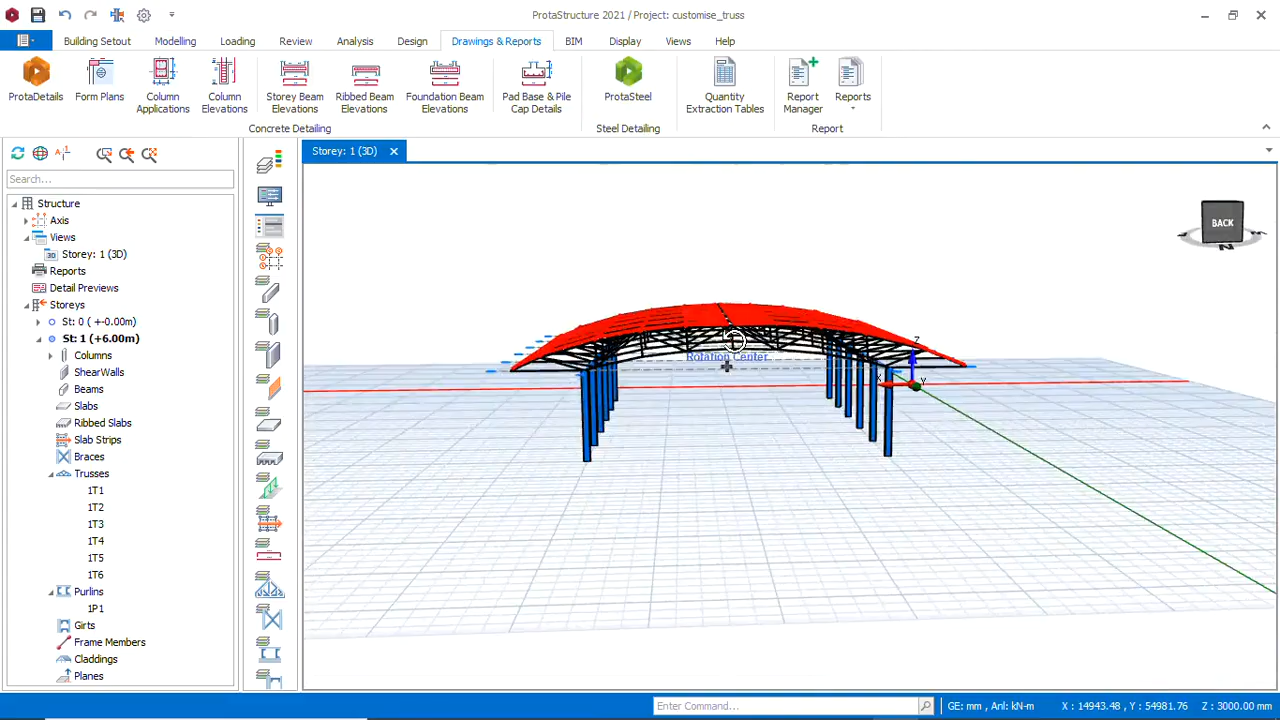 ProtaStructure 2021 / Project: customise_truss
Building Setout
Modelling
Loading
Review
Analysis
Design
Drawings & Reports
BIM
Display
Views
Help
ProtaDetails
Form Plans
Column Applications
Column Elevations
Storey Beam Elevations
Ribbed Beam Elevations
Foundation Beam Elevations
Pad Base & Pile Cap Details
ProtaSteel
Quantity Extraction Tables
Report Manager
Reports
Concrete Detailing
Steel Detailing
Report
Storey: 1 (3D)
Search...
Structure
Axis
Views
3D Storey: 1 (3D)
Reports
Detail Previews
Storeys
St: 0 ( +-0.00m)
St: 1 (+6.00m)
Columns
Shear Walls
Beams
Slabs
Ribbed Slabs
Slab Strips
Braces
Trusses
1T1
1T2
1T3
1T4
1T5
1T6
Purlins
1P1
Girts
Frame Members
Claddings
Planes
BACK
N
Rotation Center
Z
X
Y
Enter Command...
GE: mm, Anl: kN-m
X : 14943.48 , Y : 54981.76
Z : 3000.00 mm